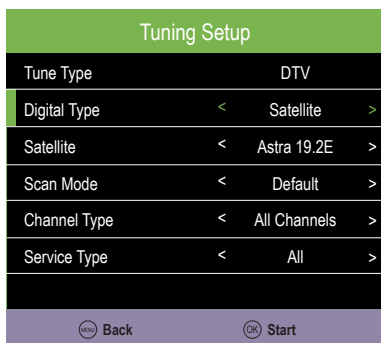 Tuning Setup
Tune Type DTV
Digital Type < Satellite >
Satellite < Astra 19.2E >
Scan Mode < Default >
Channel Type < All Channels >
Service Type < All >
MENU Back OK Start